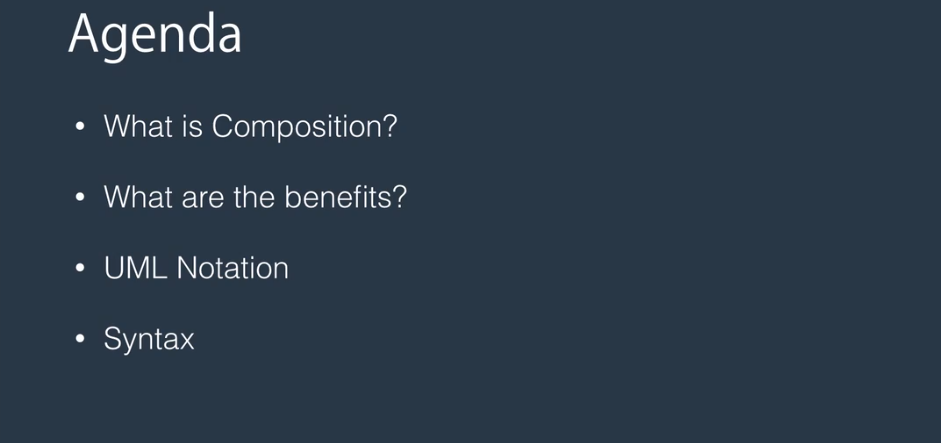 Agenda
• What is Composition?
• What are the benefits?
• UML Notation
• Syntax